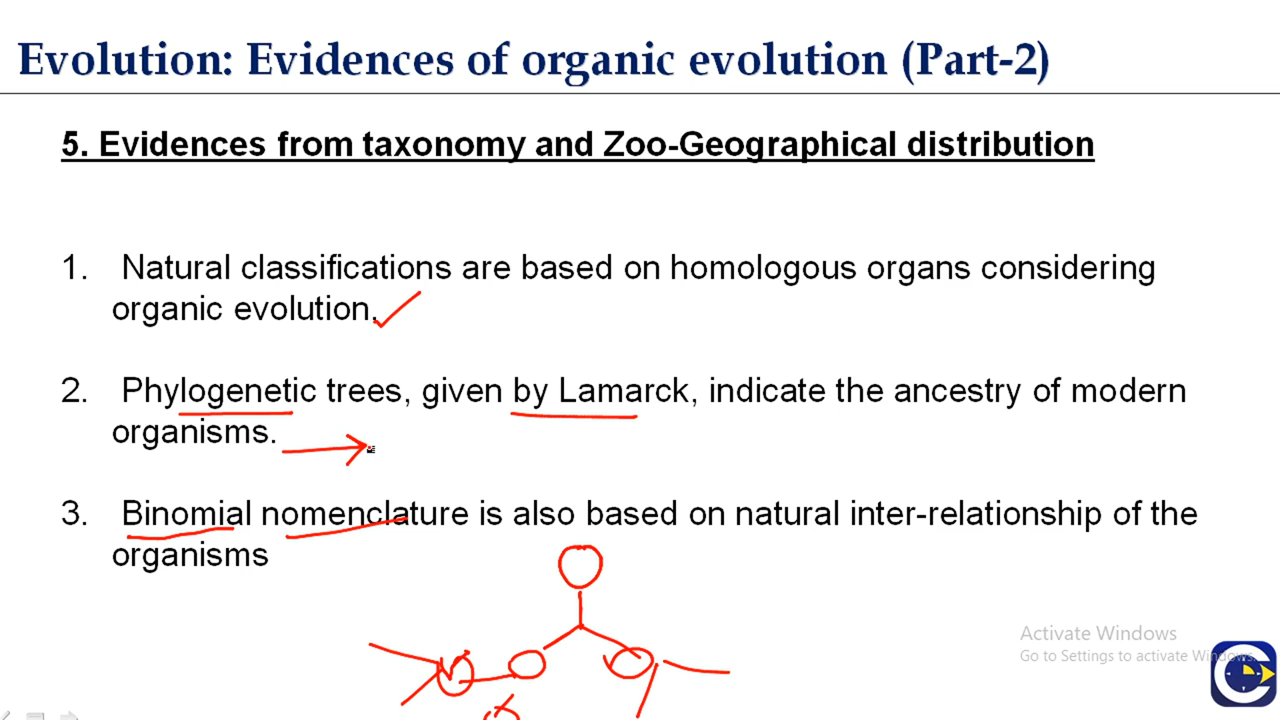 Evolution: Evidences of organic evolution (Part-2)
5. Evidences from taxonomy and Zoo-Geographical distribution
1. Natural classifications are based on homologous organs considering
organic evolution.
2. Phylogenetic trees, given by Lamarck, indicate the ancestry of modern
organisms.
3. Binomial nomenclature is also based on natural inter-relationship of the
organisms
Activate Windows
Go to Settings to activate Windows.